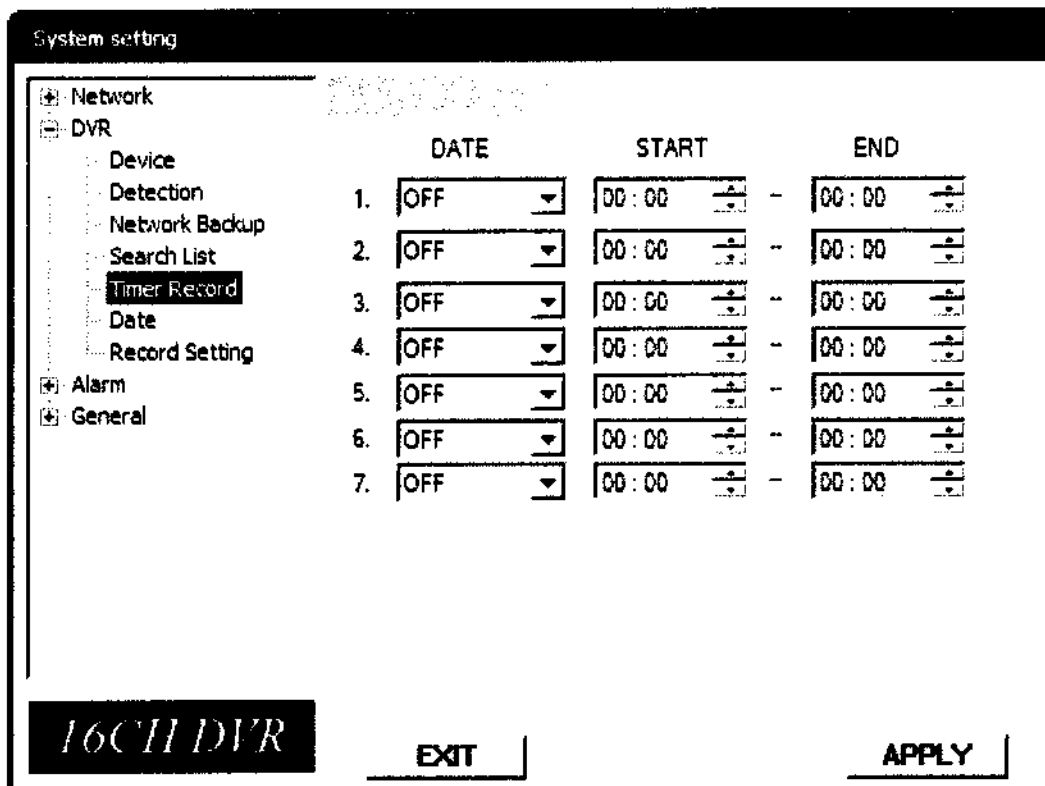 System setting
Network
DVR
Device
Detection
Network Backup
Search List
Timer Record
Date
Record Setting
Alarm
General
DATE START END
1. OFF 00 : 00 - 00 : 00
2. OFF 00 : 00 - 00 : 00
3. OFF 00 : 00 - 00 : 00
4. OFF 00 : 00 - 00 : 00
5. OFF 00 : 00 - 00 : 00
6. OFF 00 : 00 - 00 : 00
7. OFF 00 : 00 - 00 : 00
16CH DVR
EXIT APPLY